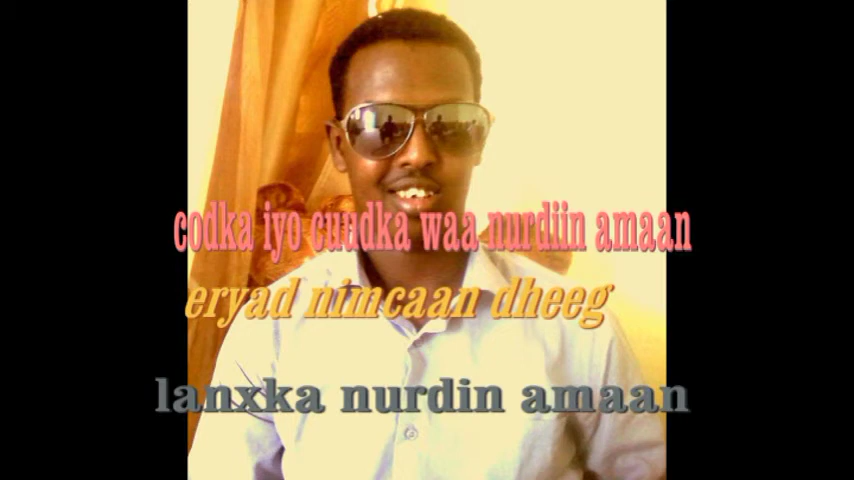 codka iyo cuudka waa nurdiin amaan
eryad nimcaan dheeg
lanxka nurdin amaan